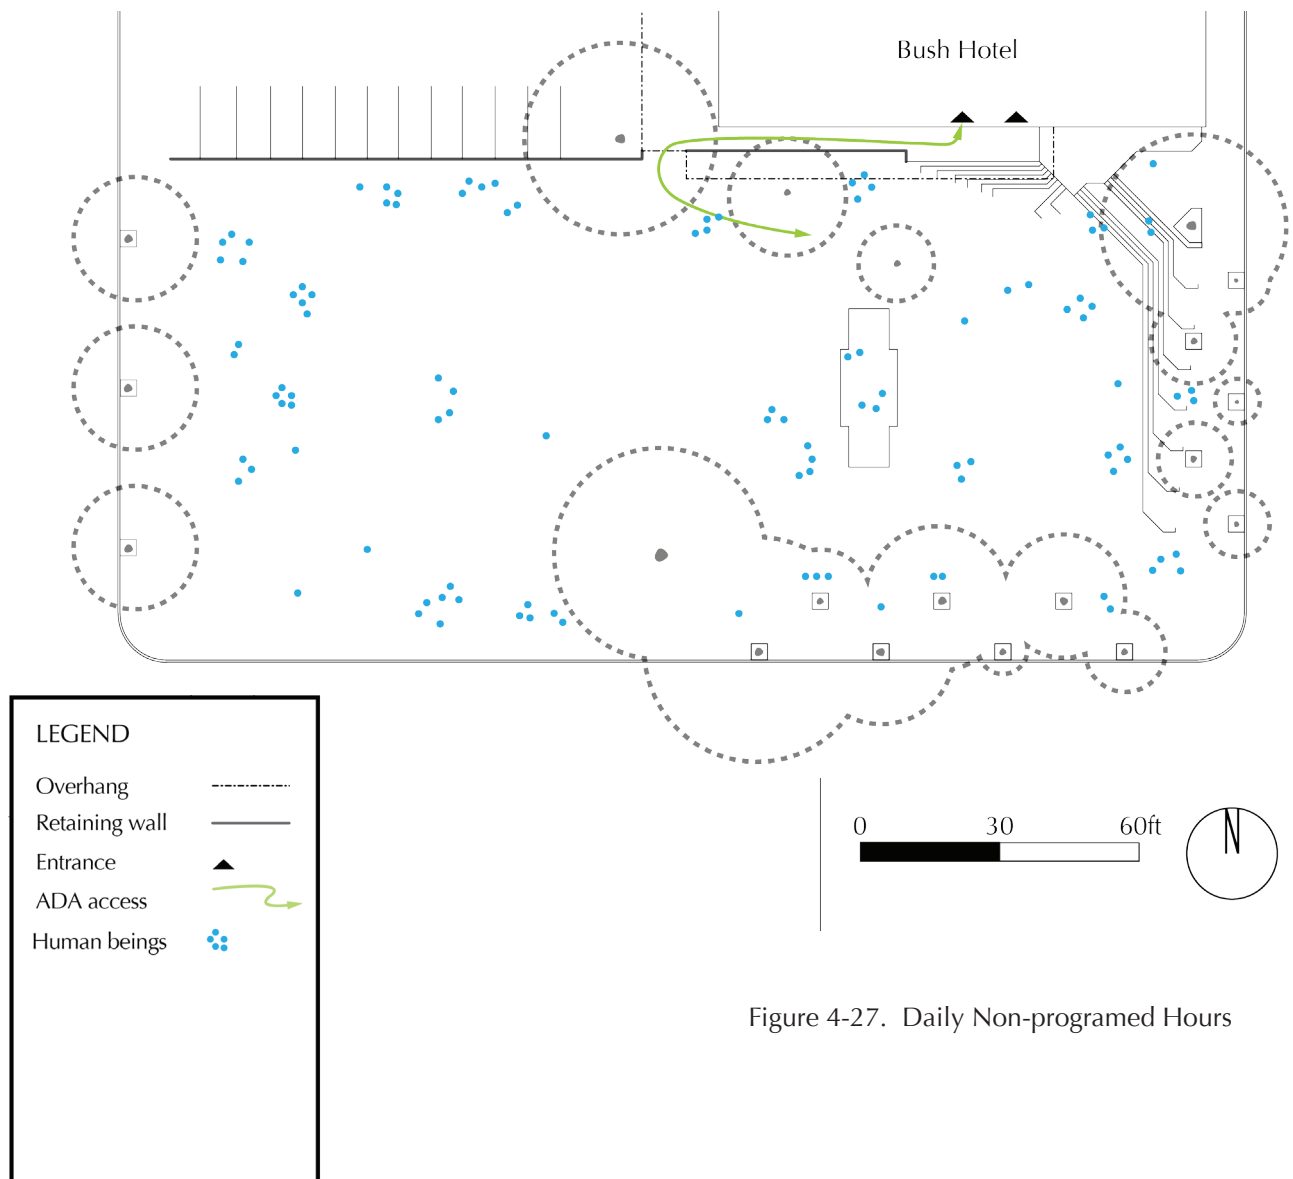 Bush Hotel
LEGEND
Overhang
Retaining wall
Entrance
ADA access
Human beings
0 30 60ft
N
Figure 4-27. Daily Non-programed Hours